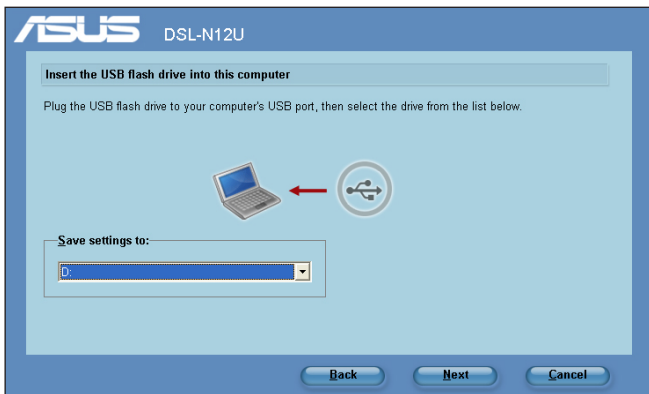 ASUS DSL-N12U
Insert the USB flash drive into this computer
Plug the USB flash drive to your computer's USB port, then select the drive from the list below.
Save settings to:
D:
Back Next Cancel